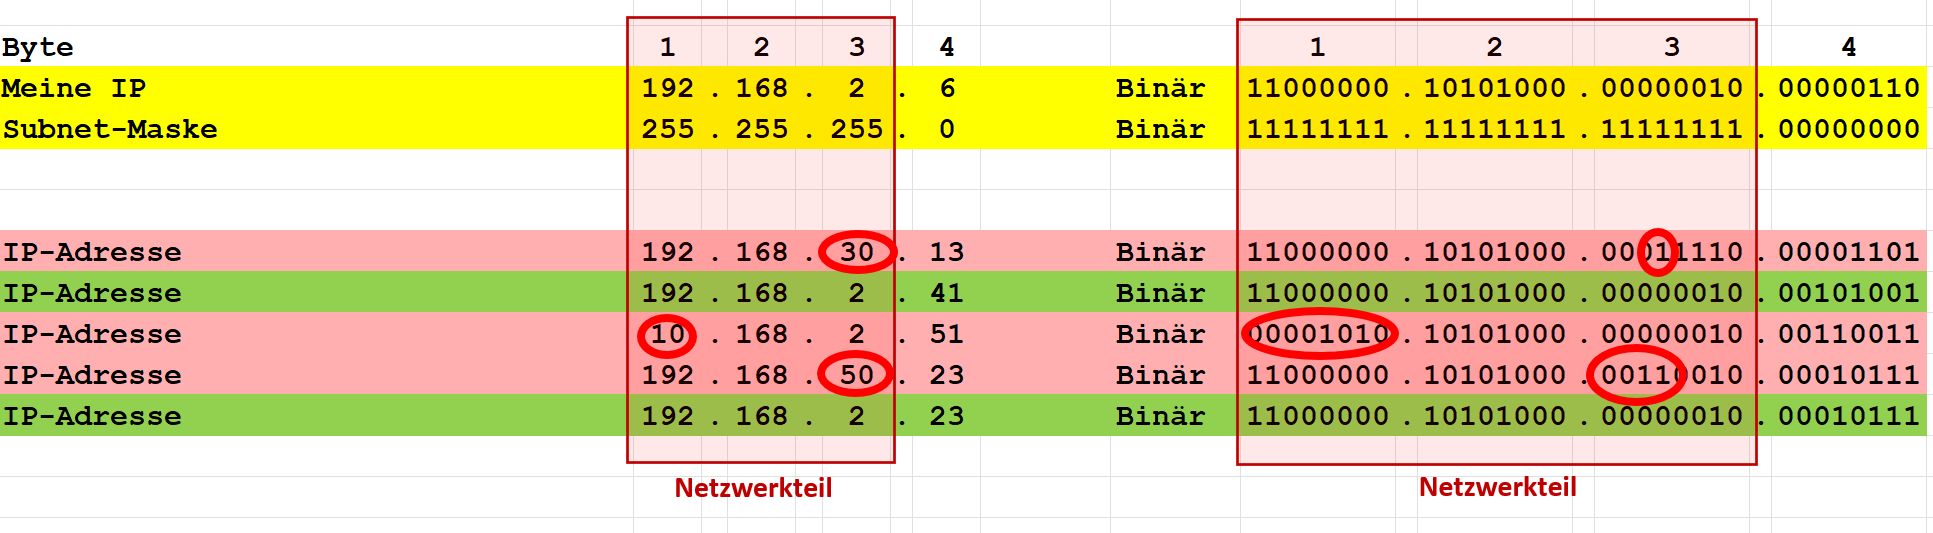 Byte 1 2 3 4 1 2 3 4
Meine IP 192 . 168 . 2 . 6 Binär 11000000 . 10101000 . 00000010 . 00000110
Subnet-Maske 255 . 255 . 255 . 0 Binär 11111111 . 11111111 . 11111111 . 00000000
IP-Adresse 192 . 168 . 30 . 13 Binär 11000000 . 10101000 . 00011110 . 00001101
IP-Adresse 192 . 168 . 2 . 41 Binär 11000000 . 10101000 . 00000010 . 00101001
IP-Adresse 10 . 168 . 2 . 51 Binär 00001010 . 10101000 . 00000010 . 00110011
IP-Adresse 192 . 168 . 50 . 23 Binär 11000000 . 10101000 . 00110010 . 00010111
IP-Adresse 192 . 168 . 2 . 23 Binär 11000000 . 10101000 . 00000010 . 00010111
Netzwerkteil Netzwerkteil